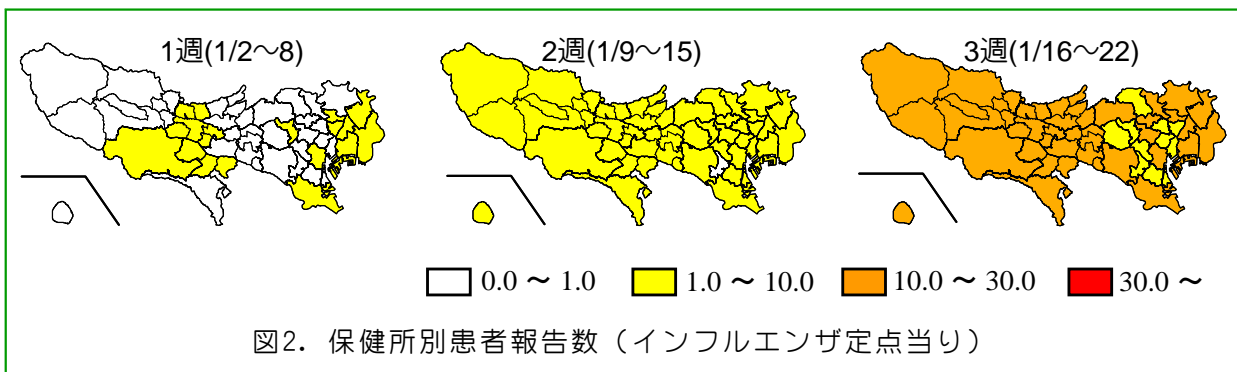 1週(1/2～8)
2週(1/9～15)
3週(1/16～22)
0.0 ～ 1.0
1.0 ～ 10.0
10.0 ～ 30.0
30.0 ～
図2. 保健所別患者報告数（インフルエンザ定点当り）